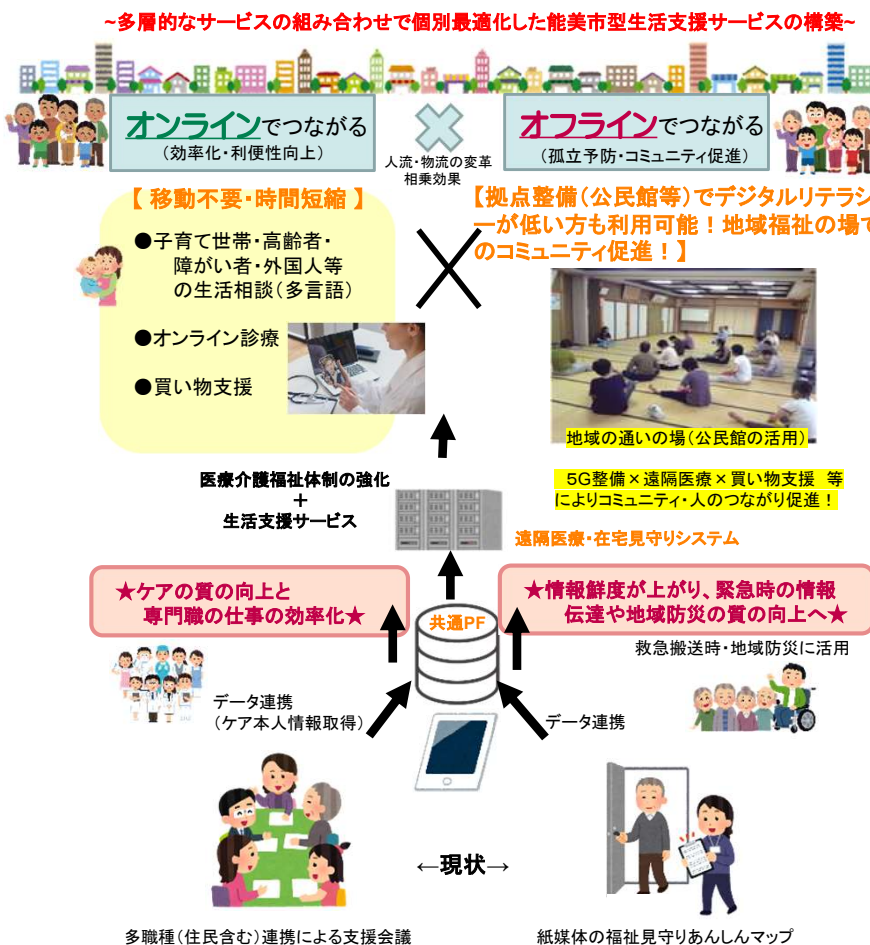 ~多層的なサービスの組み合わせで個別最適化した能美市型生活支援サービスの構築~
オンラインでつながる
(効率化・利便性向上)
人流・物流の変革
相乗効果
オフラインでつながる
(孤立予防・コミュニティ促進)
【 移動不要・時間短縮 】
●子育て世帯・高齢者・
障がい者・外国人等
の生活相談(多言語)
●オンライン診療
●買い物支援
【拠点整備(公民館等)でデジタルリテラシ
ーが低い方も利用可能！地域福祉の場で
のコミュニティ促進！】
地域の通いの場(公民館の活用)
5G整備×遠隔医療×買い物支援 等
によりコミュニティ・人のつながり促進！
医療介護福祉体制の強化
+
生活支援サービス
遠隔医療・在宅見守りシステム
★ケアの質の向上と
専門職の仕事の効率化★
共通PF
★情報鮮度が上がり、緊急時の情報
伝達や地域防災の質の向上へ★
救急搬送時・地域防災に活用
データ連携
(ケア本人情報取得)
データ連携
←現状→
多職種(住民含む)連携による支援会議
紙媒体の福祉見守りあんしんマップ